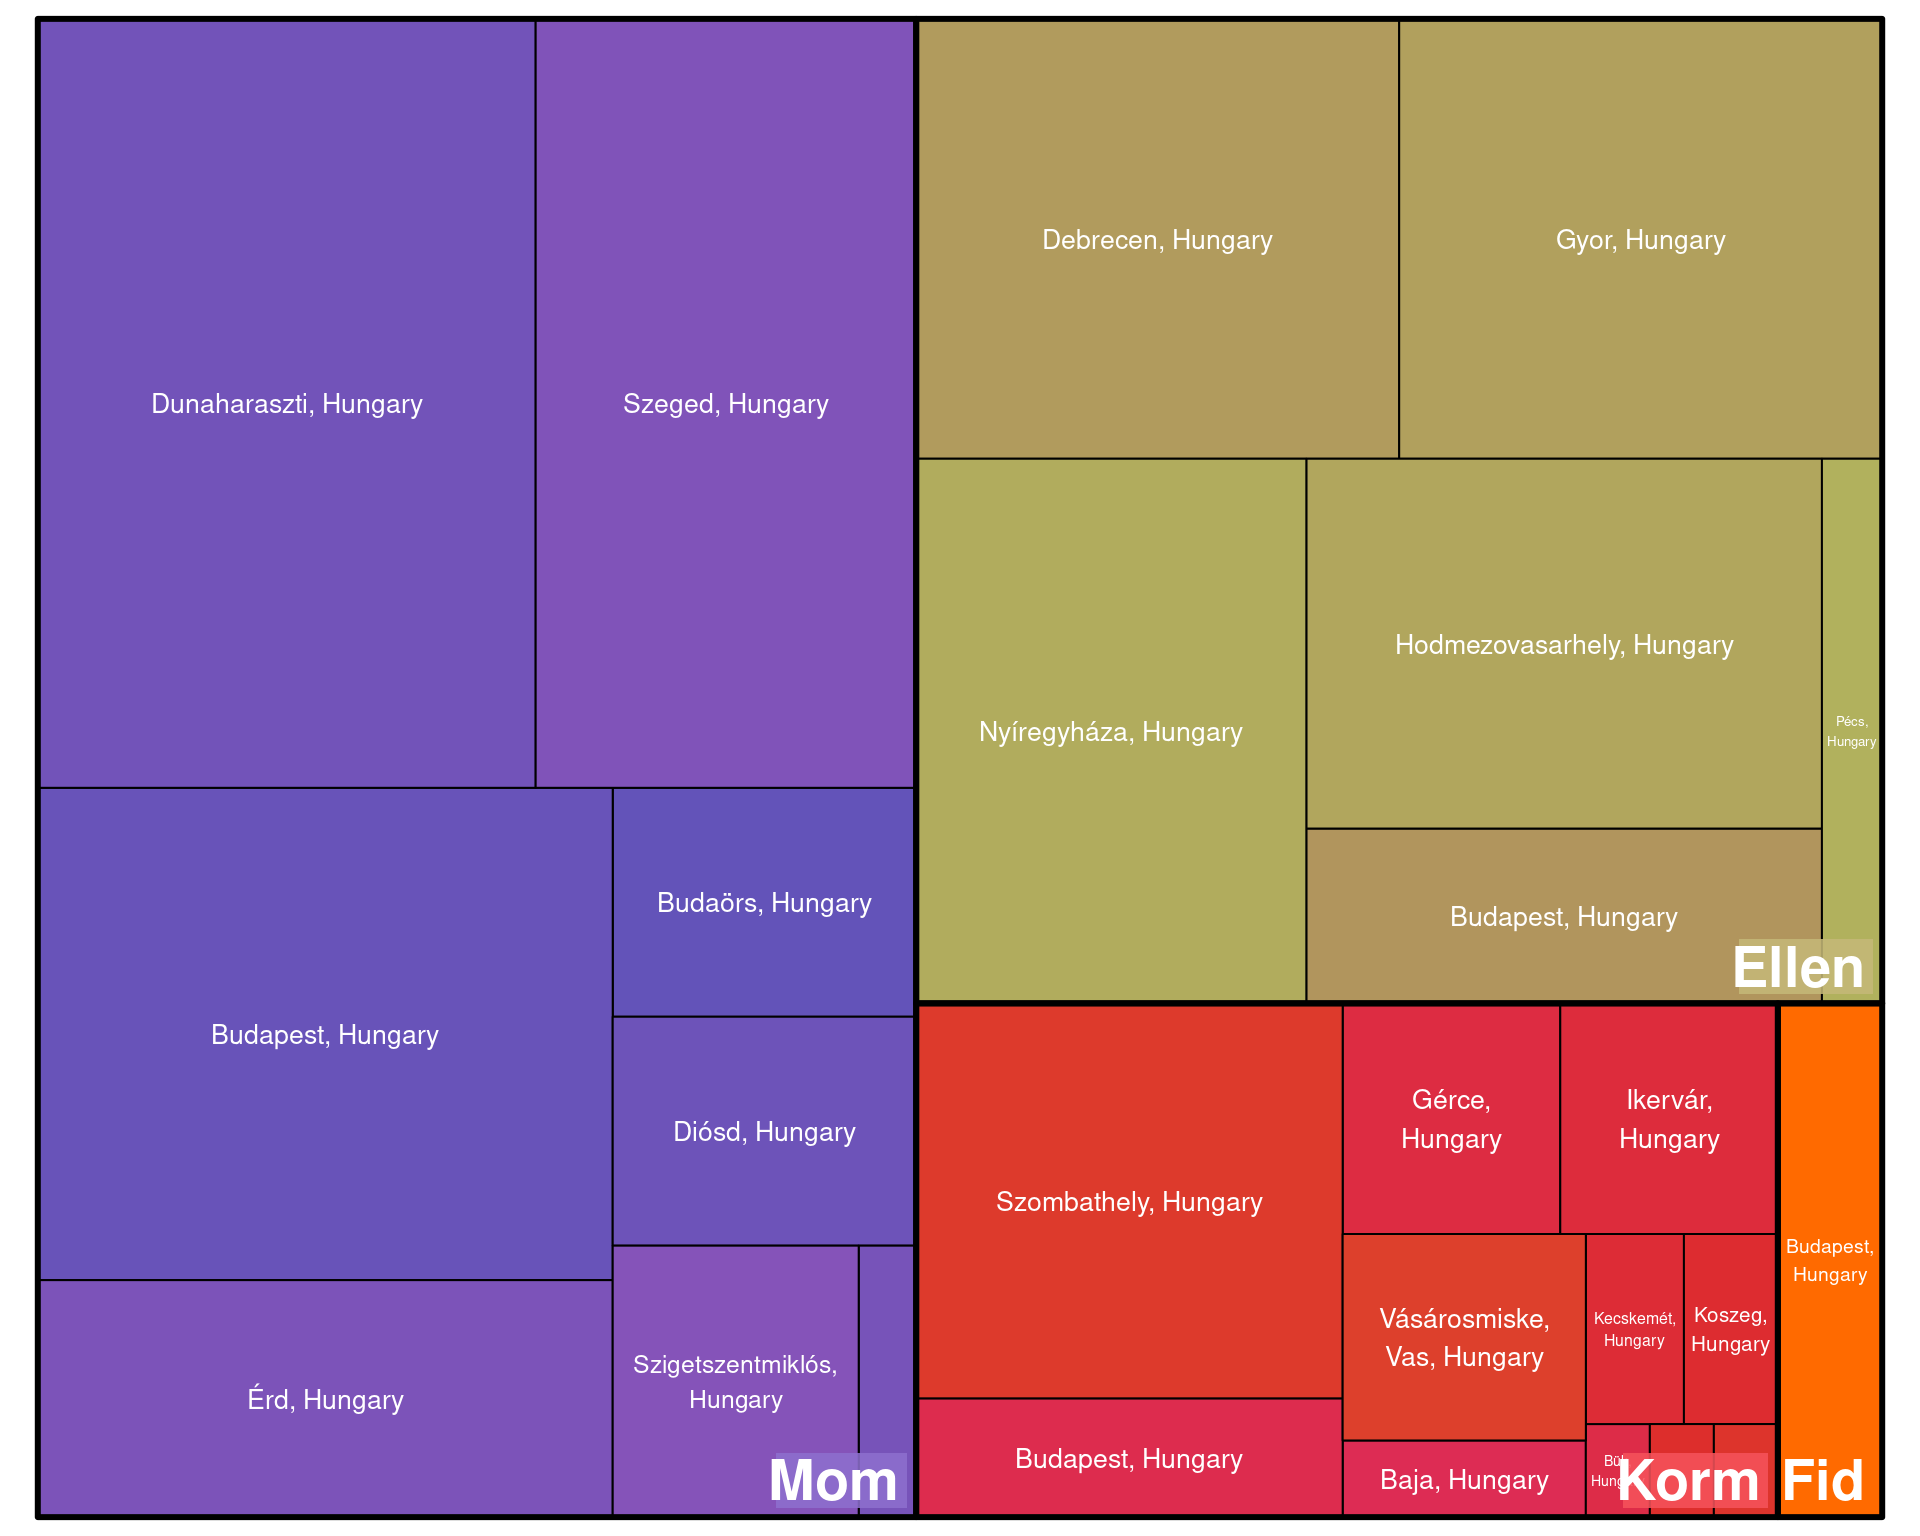 Dunaharaszti, Hungary
Szeged, Hungary
Budapest, Hungary
Budaörs, Hungary
Diósd, Hungary
Érd, Hungary
Szigetszentmiklós,
Hungary
Mom
Debrecen, Hungary
Gyor, Hungary
Nyíregyháza, Hungary
Hodmezovasarhely, Hungary
Pécs,
Hungary
Budapest, Hungary
Ellen
Szombathely, Hungary
Budapest, Hungary
Gérce,
Hungary
Ikervár,
Hungary
Vásárosmiske,
Vas, Hungary
Kecskemét,
Hungary
Koszeg,
Hungary
Baja, Hungary
Korm
Budapest,
Hungary
Fid